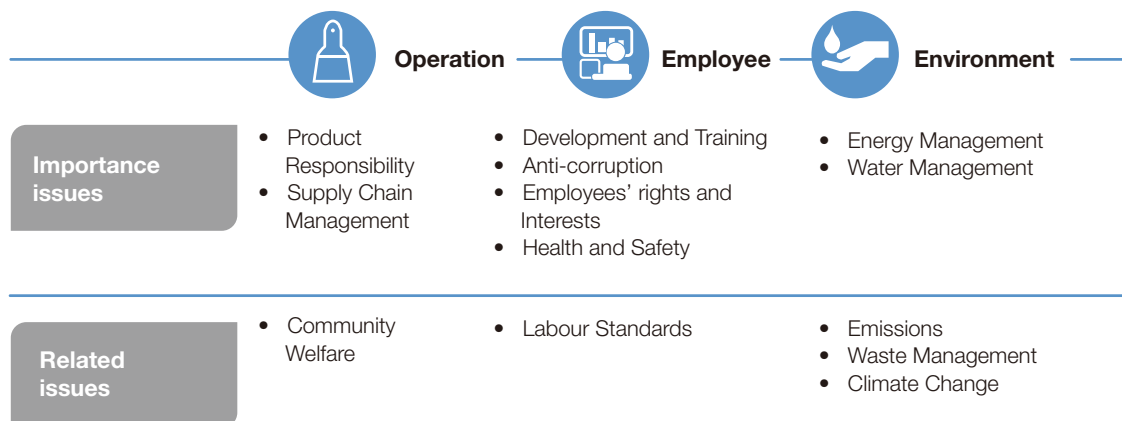 Operation
Employee
Environment
Importance
issues
• Product
Responsibility
• Supply Chain
Management
• Development and Training
• Anti-corruption
• Employees’ rights and
Interests
• Health and Safety
• Energy Management
• Water Management
Related
issues
• Community
Welfare
• Labour Standards
• Emissions
• Waste Management
• Climate Change